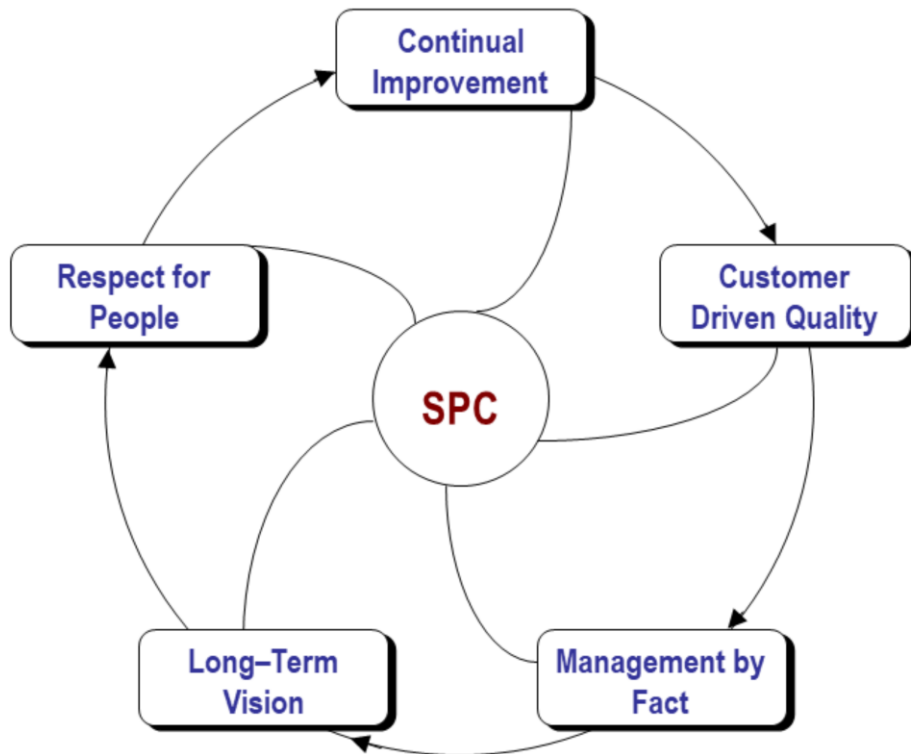 Continual
Improvement
Respect for
People
Customer
Driven Quality
SPC
Long–Term
Vision
Management by
Fact